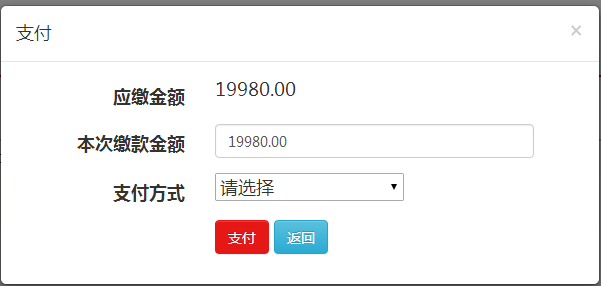 支付 ×
应缴金额 19980.00
本次缴款金额 19980.00
支付方式 请选择
支付 返回